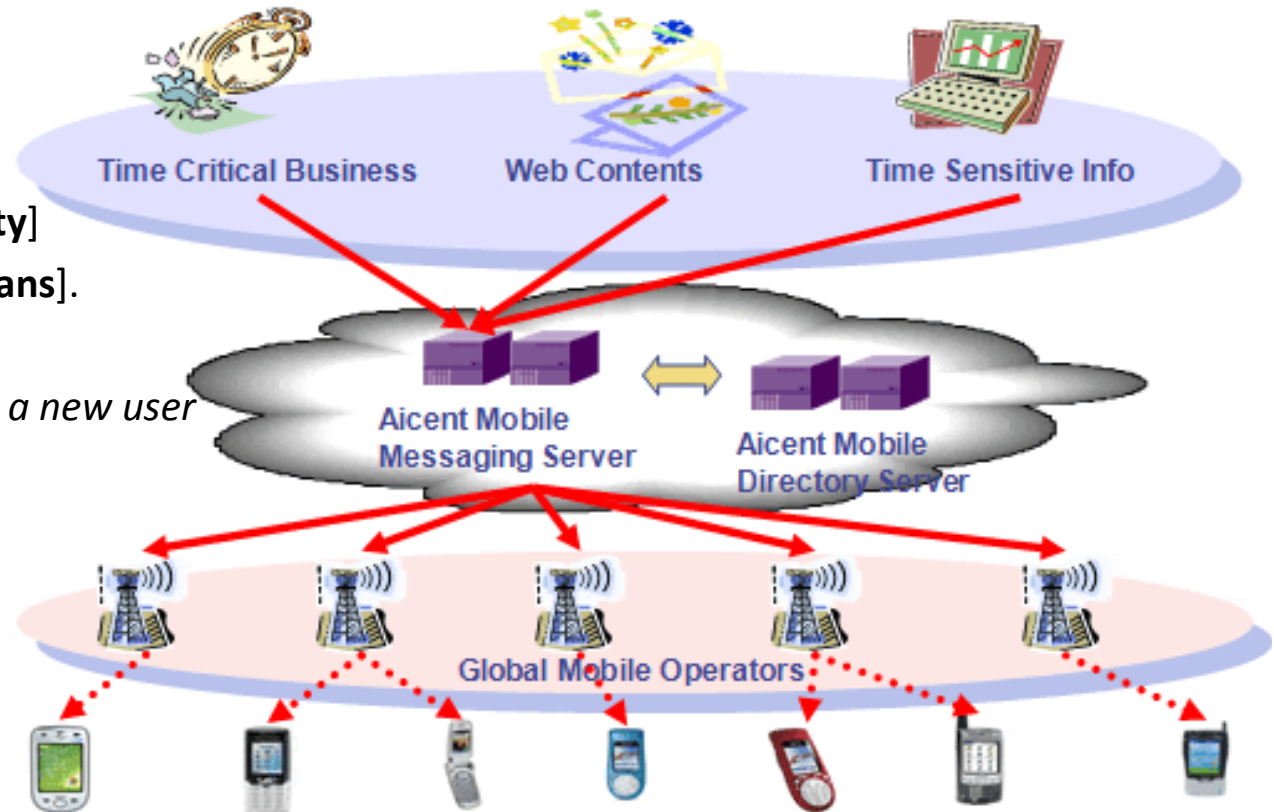 Time Critical Business
Web Contents
Time Sensitive Info
ty]
ans].
a new user
Aicent Mobile
Messaging Server
Aicent Mobile
Directory Server
Global Mobile Operators